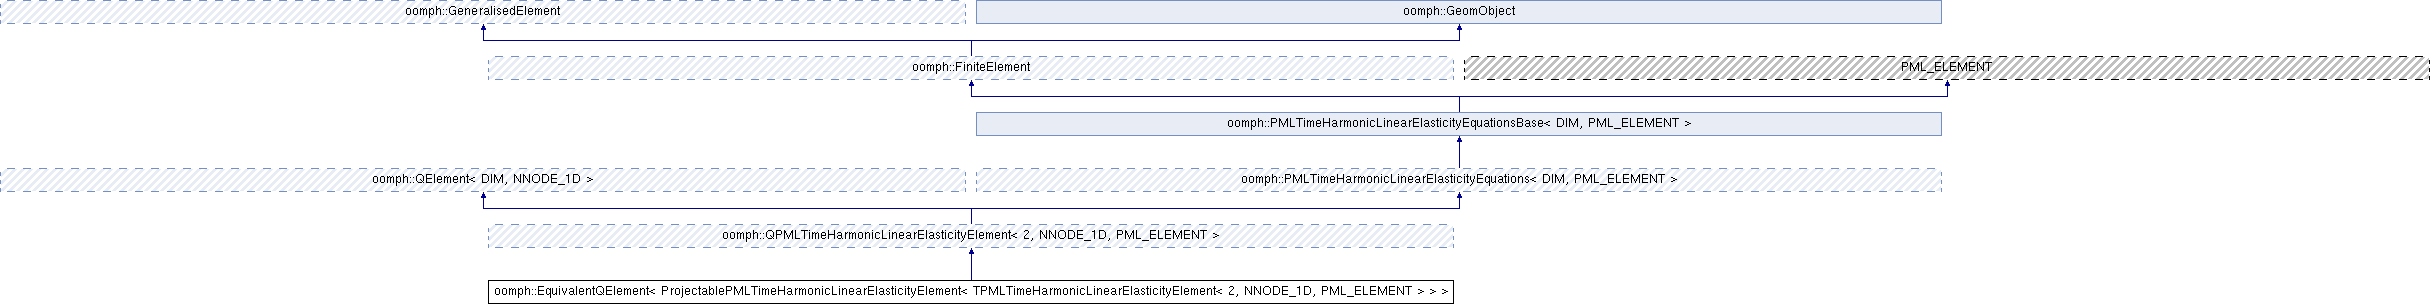 oomph::GeneralisedElement
oomph::GeomObject
oomph::FiniteElement
PML_ELEMENT
oomph::PMLTimeHarmonicLinearElasticityEquationsBase< DIM, PML_ELEMENT >
oomph::QElement< DIM, NNODE_1D >
oomph::PMLTimeHarmonicLinearElasticityEquations< DIM, PML_ELEMENT >
oomph::QPMLTimeHarmonicLinearElasticityElement< 2, NNODE_1D, PML_ELEMENT >
oomph::EquivalentQElement< ProjectablePMLTimeHarmonicLinearElasticityElement< TPMLTimeHarmonicLinearElasticityElement< 2, NNODE_1D, PML_ELEMENT > > >